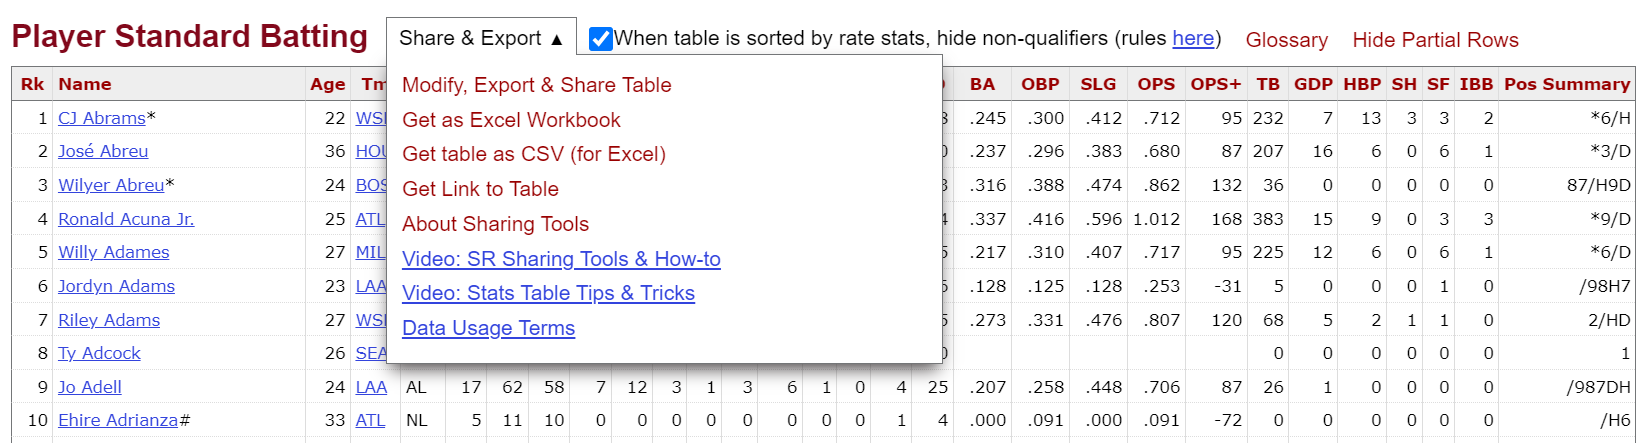 Player Standard Batting Share & Export ▲ When table is sorted by rate stats, hide non-qualifiers (rules here) Glossary Hide Partial Rows
Rk Name Age Tm BA OBP SLG OPS OPS+ TB GDP HBP SH SF IBB Pos Summary
Modify, Export & Share Table
Get as Excel Workbook
Get table as CSV (for Excel)
Get Link to Table
About Sharing Tools
Video: SR Sharing Tools & How-to
Video: Stats Table Tips & Tricks
Data Usage Terms
1 CJ Abrams* 22 WSN .245 .300 .412 .712 95 232 7 13 3 3 2 *6/H
2 José Abreu 36 HOU .237 .296 .383 .680 87 207 16 6 0 6 1 *3/D
3 Wilyer Abreu* 24 BOS .316 .388 .474 .862 132 36 0 0 0 0 0 87/H9D
4 Ronald Acuna Jr. 25 ATL .337 .416 .596 1.012 168 383 15 9 0 3 3 *9/D
5 Willy Adames 27 MIL .217 .310 .407 .717 95 225 12 6 0 6 1 *6/D
6 Jordyn Adams 23 LAA .128 .125 .128 .253 -31 5 0 0 0 1 0 /98H7
7 Riley Adams 27 WSN .273 .331 .476 .807 120 68 5 2 1 1 0 2/HD
8 Ty Adcock 26 SEA 0 0 0 0 0 0 1
9 Jo Adell 24 LAA AL 17 62 58 7 12 3 1 3 6 1 0 4 25 .207 .258 .448 .706 87 26 1 0 0 0 0 /987DH
10 Ehire Adrianza# 33 ATL NL 5 11 10 0 0 0 0 0 0 0 0 1 4 .000 .091 .000 .091 -72 0 0 0 0 0 0 /H6